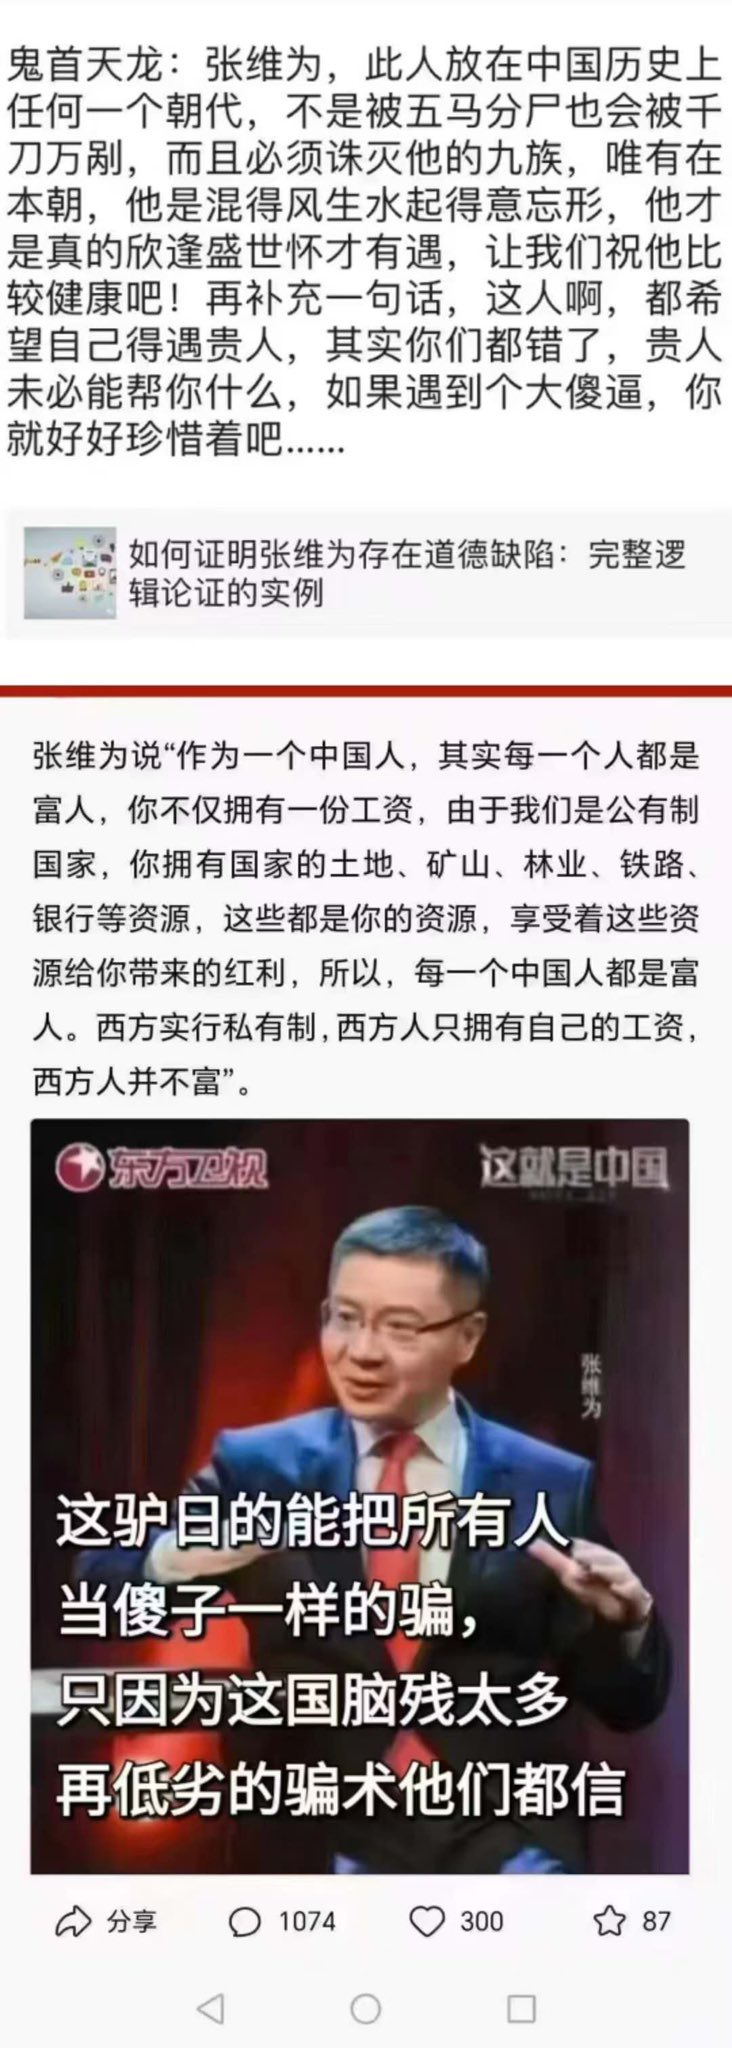 鬼首天龙：张维为，此人放在中国历史上
任何一个朝代，不是被五马分尸也会被千
刀万剐，而且必须诛灭他的九族，唯有在
本朝，他是混得风生水起得意忘形，他才
是真的欣逢盛世怀才有遇，让我们祝他比
较健康吧！再补充一句话，这人啊，都希
望自己得遇贵人，其实你们都错了，贵人
未必能帮你什么，如果遇到个大傻逼，你
就好好珍惜着吧……
如何证明张维为存在道德缺陷：完整逻
辑论证的实例
张维为说“作为一个中国人，其实每一个人都是
富人，你不仅拥有一份工资，由于我们是公有制
国家，你拥有国家的土地、矿山、林业、铁路、
银行等资源，这些都是你的资源，享受着这些资
源给你带来的红利，所以，每一个中国人都是富
人。西方实行私有制，西方人只拥有自己的工资，
西方人并不富”。
东方卫视
这就是中国
张维为
这驴日的能把所有人
当傻子一样的骗，
只因为这国脑残太多
再低劣的骗术他们都信
分享 1074 300 87